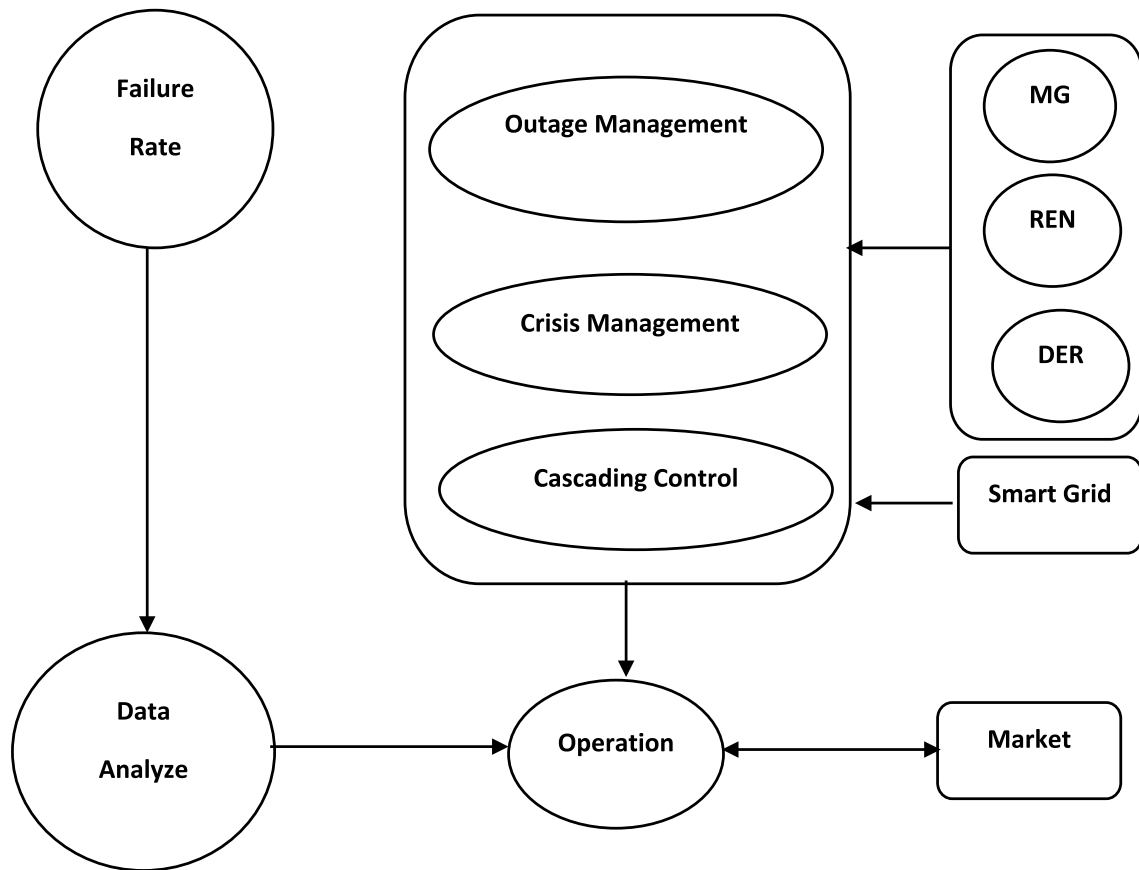 Failure
Rate
Outage Management
Crisis Management
Cascading Control
MG
REN
DER
Smart Grid
Data
Analyze
Operation
Market